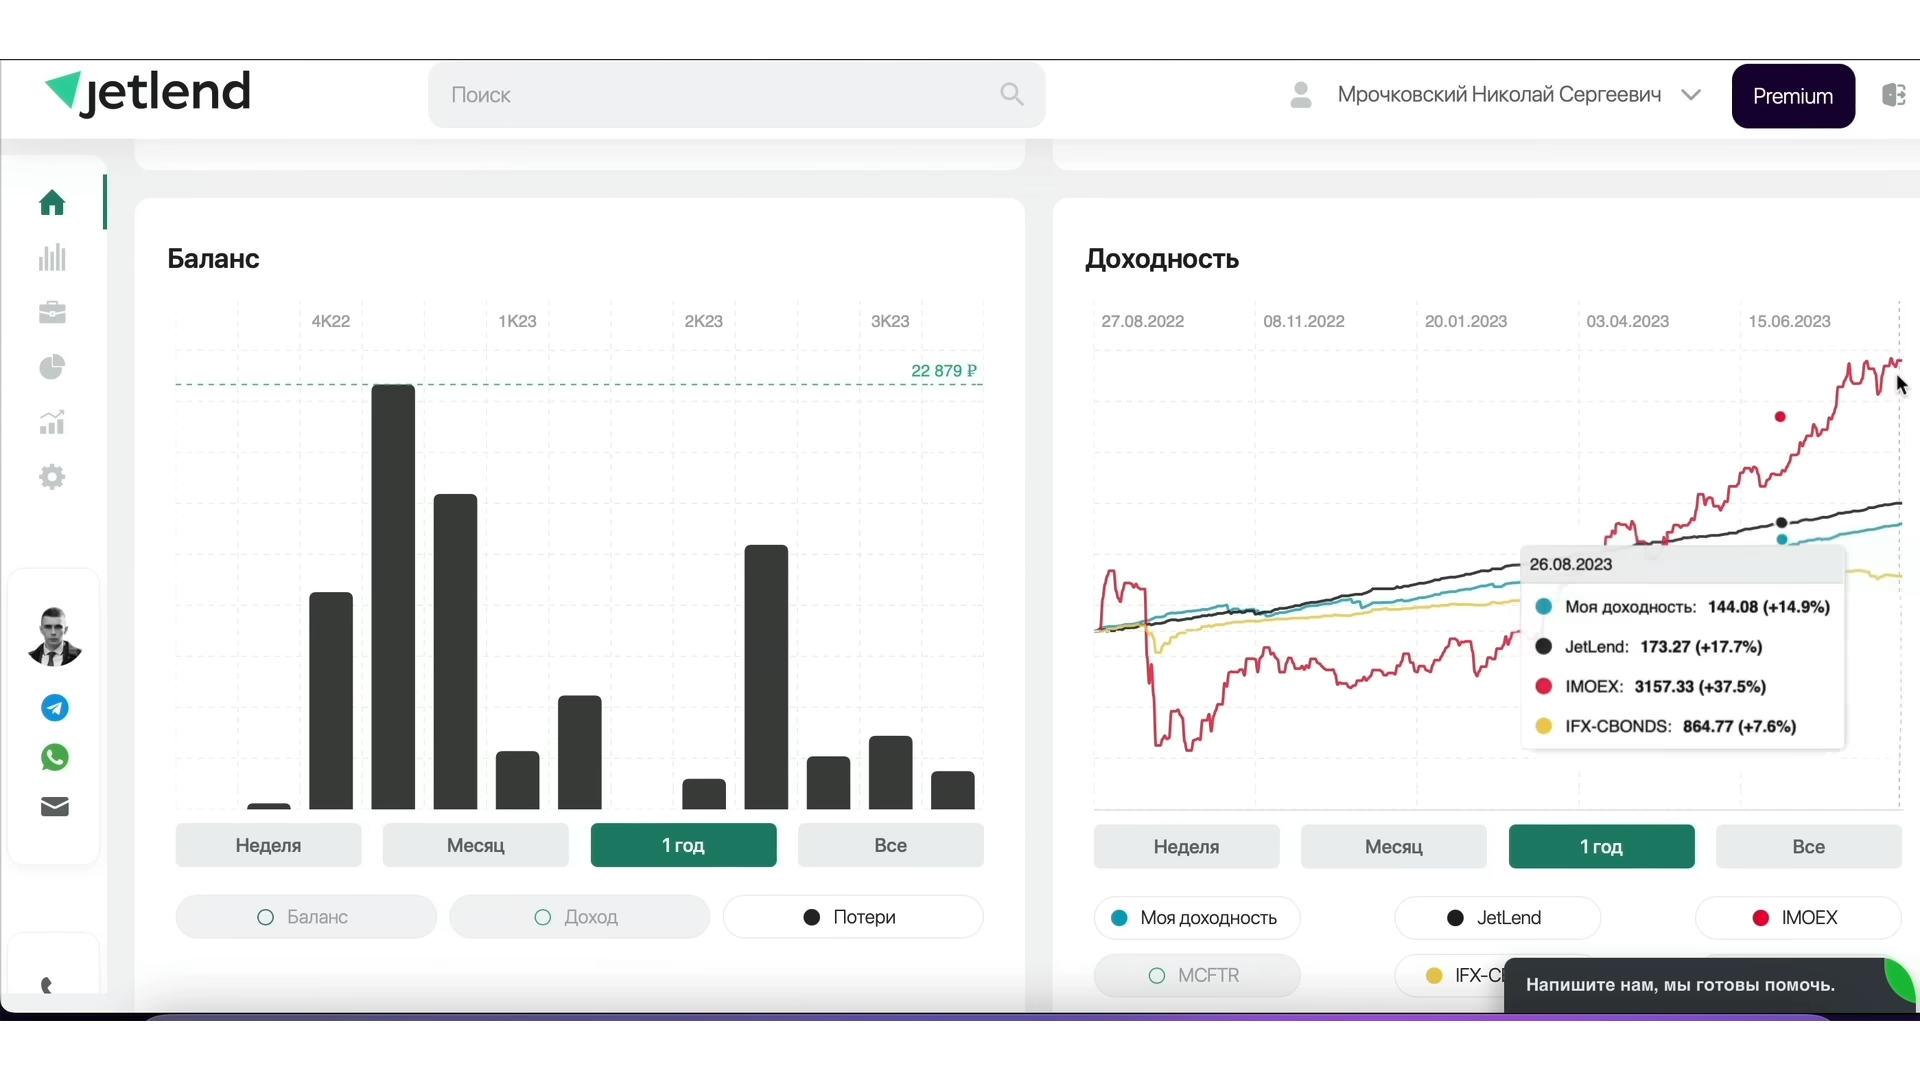 jetlend
Поиск
Мрочковский Николай Сергеевич
Premium
Баланс
4К22
1К23
2К23
3К23
22 879 ₽
Неделя
Месяц
1 год
Все
Баланс
Доход
Потери
Доходность
27.08.2022
08.11.2022
20.01.2023
03.04.2023
15.06.2023
26.08.2023
Моя доходность: 144.08 (+14.9%)
JetLend: 173.27 (+17.7%)
IMOEX: 3157.33 (+37.5%)
IFX-CBONDS: 864.77 (+7.6%)
Неделя
Месяц
1 год
Все
Моя доходность
JetLend
IMOEX
MCFTR
Напишите нам, мы готовы помочь.